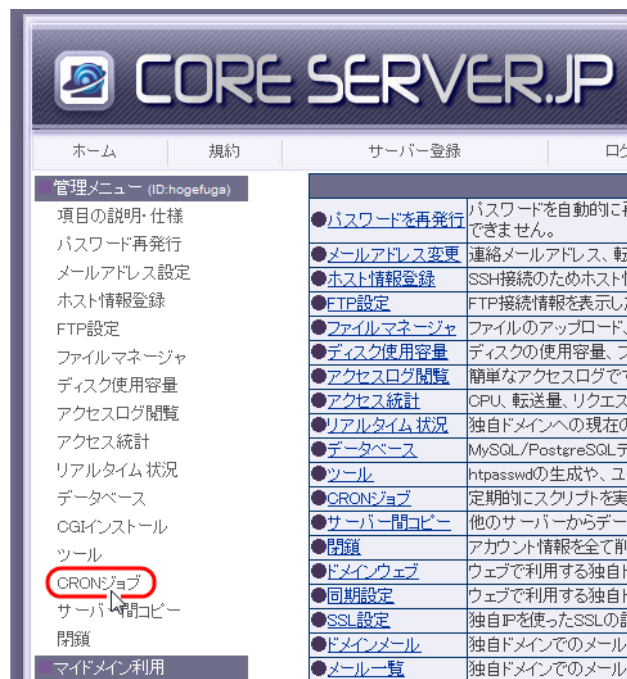 CORE SERVER.JP
ホーム 規約 サーバー登録
管理メニュー (ID:hogefuga)
項目の説明・仕様
パスワード再発行
メールアドレス設定
ホスト情報登録
FTP設定
ファイルマネージャ
ディスク使用容量
アクセスログ閲覧
アクセス統計
リアルタイム状況
データベース
CGIインストール
ツール
CRONジョブ
サーバー間コピー
閉鎖
マイドメイン利用
●パスワードを再発行 パスワードを自動的に
できません。
●メールアドレス変更 連絡メールアドレス、転
●ホスト情報登録 SSH接続のためホスト
●FTP設定 FTP接続情報を表示し
●ファイルマネージャ ファイルのアップロード、
●ディスク使用容量 ディスクの使用容量、フ
●アクセスログ閲覧 簡単なアクセスログで
●アクセス統計 CPU、転送量、リクエス
●リアルタイム状況 独自ドメインへの現在の
●データベース MySQL/PostgreSQLデ
●ツール htpasswdの生成や、ユ
●CRONジョブ 定期的にスクリプトを実
●サーバー間コピー 他のサーバーからデー
●閉鎖 アカウント情報を全て削
●ドメインウェブ ウェブで利用する独自
●同期設定 ウェブで利用する独自
●SSL設定 独自IPを使ったSSLの
●ドメインメール 独自ドメインでのメール
●メール一覧 独自ドメインでのメール